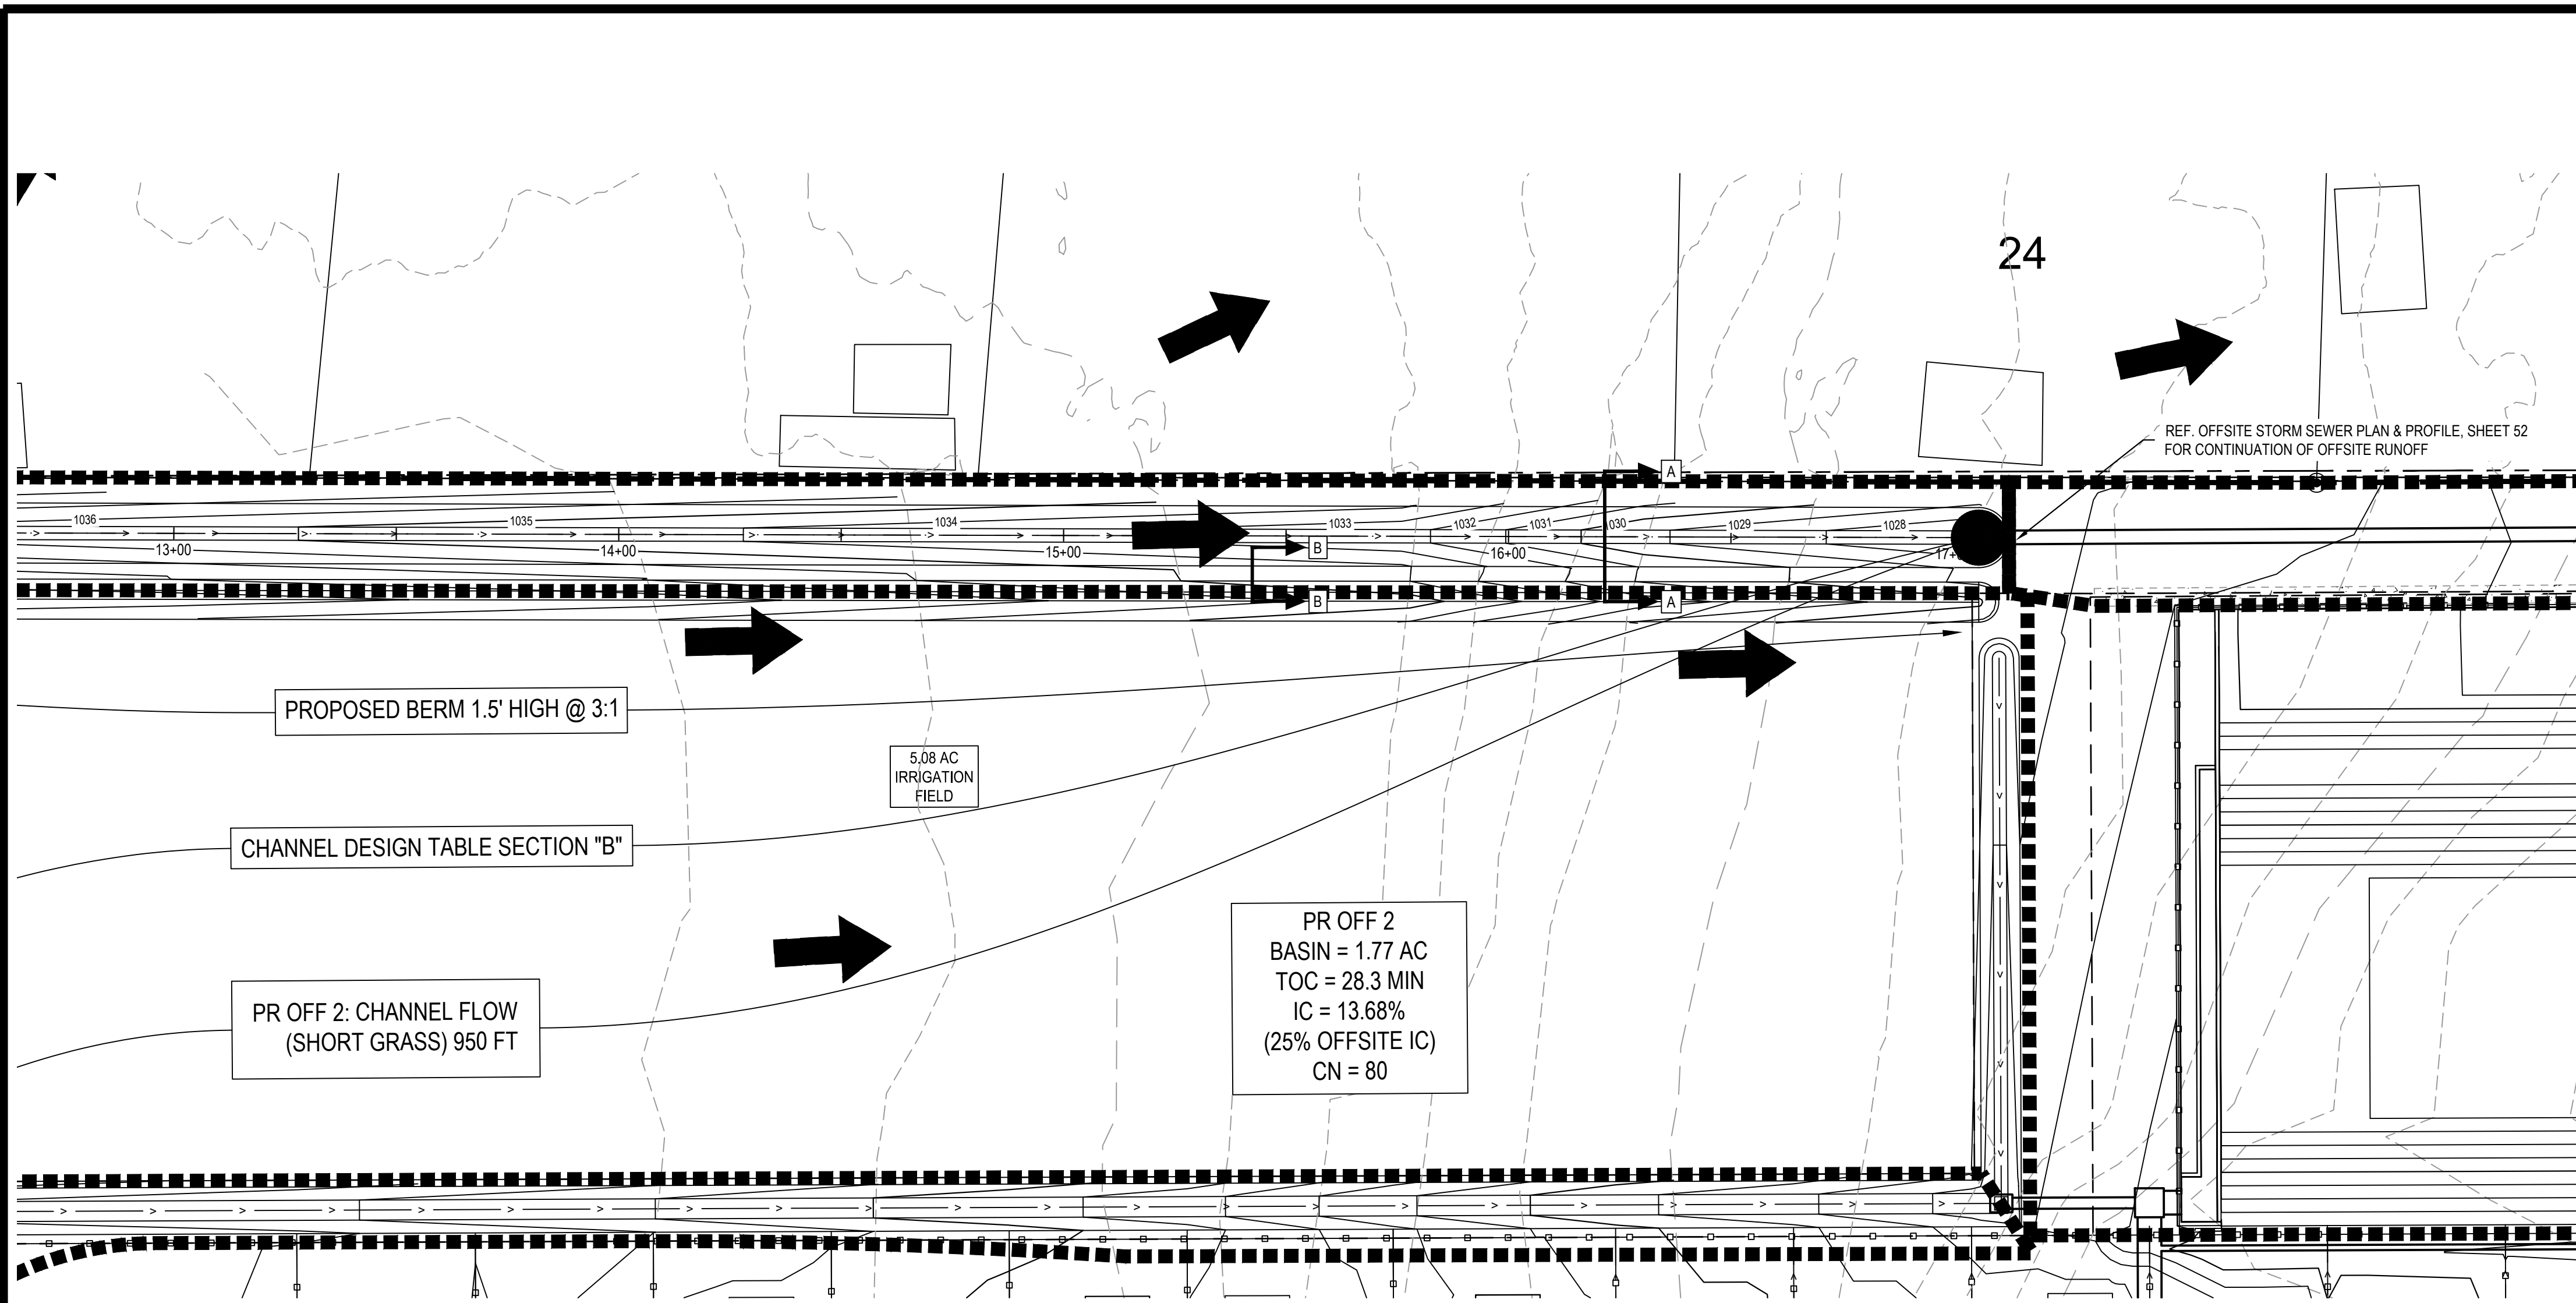 24
REF. OFFSITE STORM SEWER PLAN & PROFILE, SHEET 52
FOR CONTINUATION OF OFFSITE RUNOFF
A
1036
1035
1034
1033
1032
1031
1030
1029
1028
13+00
14+00
15+00
B
16+00
B
A
PROPOSED BERM 1.5' HIGH @ 3:1
5.08 AC
IRRIGATION
FIELD
CHANNEL DESIGN TABLE SECTION "B"
PR OFF 2
BASIN = 1.77 AC
TOC = 28.3 MIN
IC = 13.68%
(25% OFFSITE IC)
CN = 80
PR OFF 2: CHANNEL FLOW
(SHORT GRASS) 950 FT